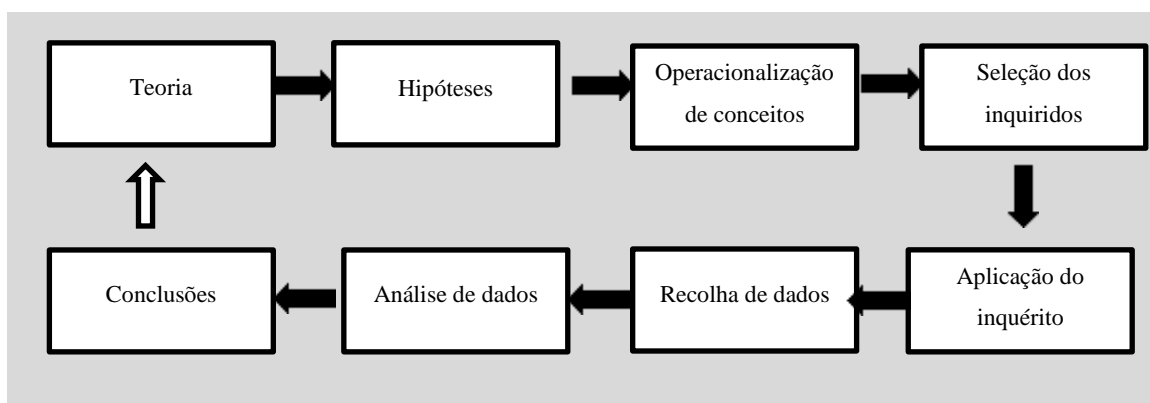 Teoria
Hipóteses
Operacionalização
de conceitos
Seleção dos
inquiridos
Conclusões
Análise de dados
Recolha de dados
Aplicação do
inquérito